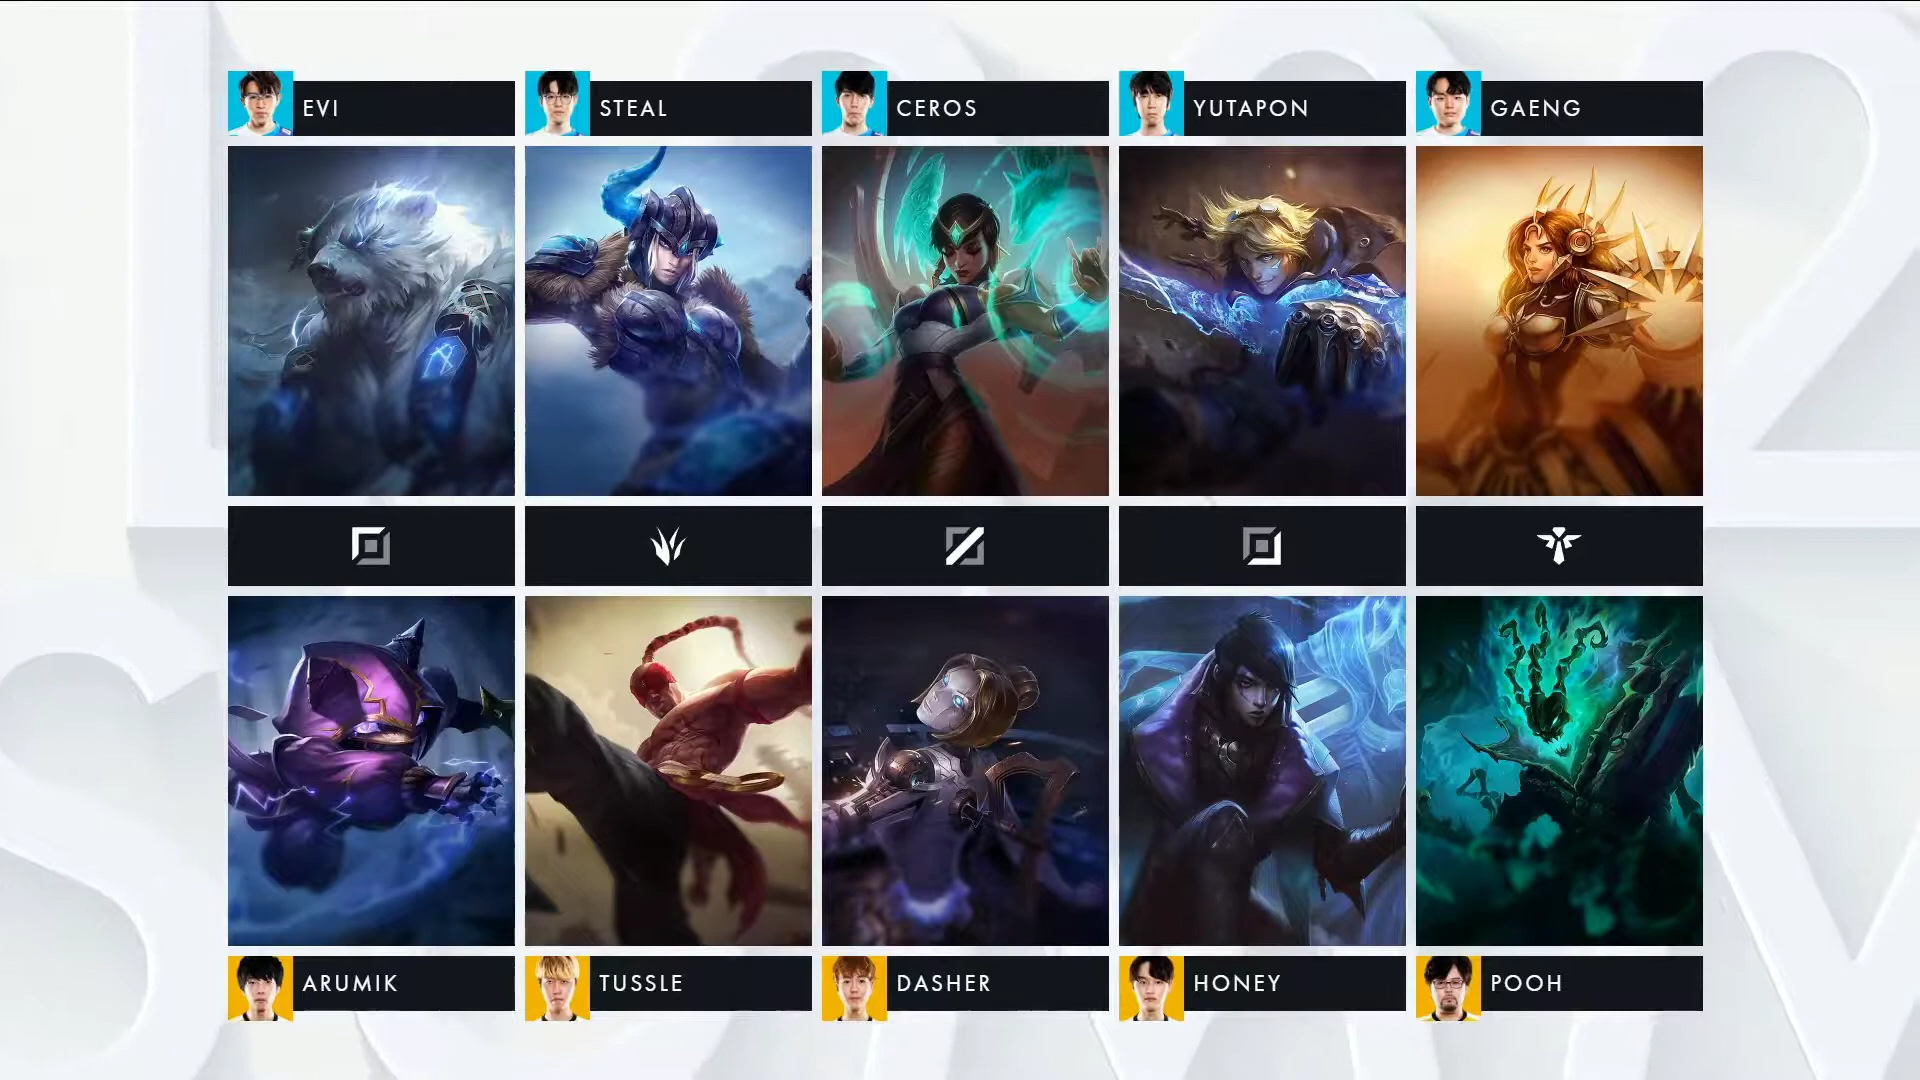 EVI
STEAL
CEROS
YUTAPON
GAENG
ARUMIK
TUSSLE
DASHER
HONEY
POOH